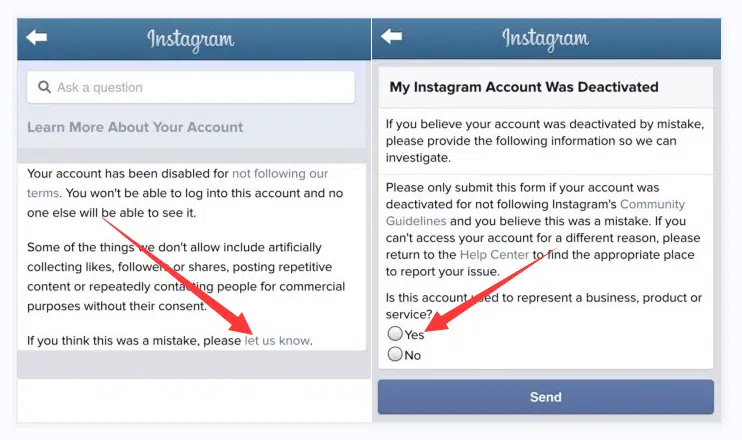 Instagram
Ask a question
Learn More About Your Account
Your account has been disabled for not following our
terms. You won't be able to log into this account and no
one else will be able to see it.
Some of the things we don't allow include artificially
collecting likes, followers or shares, posting repetitive
content or repeatedly contacting people for commercial
purposes without their consent.
If you think this was a mistake, please let us know.
Instagram
My Instagram Account Was Deactivated
If you believe your account was deactivated by mistake,
please provide the following information so we can
investigate.
Please only submit this form if your account was
deactivated for not following Instagram's Community
Guidelines and you believe this was a mistake. If you
can't access your account for a different reason, please
return to the Help Center to find the appropriate place
to report your issue.
Is this account used to represent a business, product or
service?
Yes
No
Send